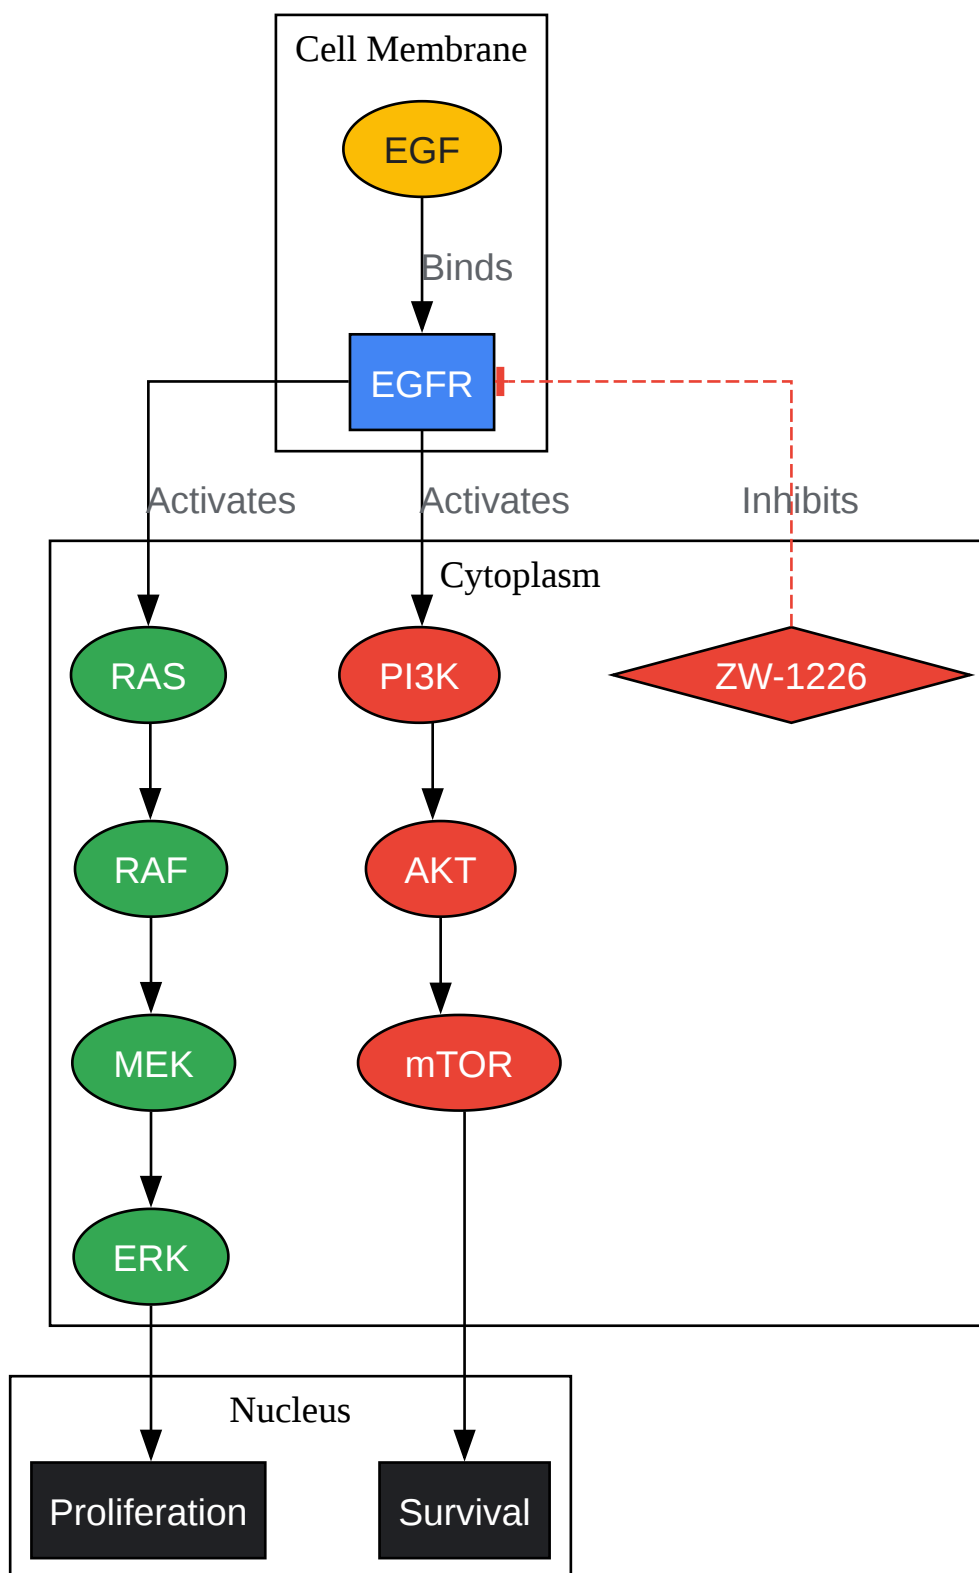 Cell Membrane
EGF
Binds
EGFR
Activates
Activates
Inhibits
Cytoplasm
RAS
PI3K
ZW-1226
RAF
AKT
MEK
mTOR
ERK
Nucleus
Proliferation
Survival